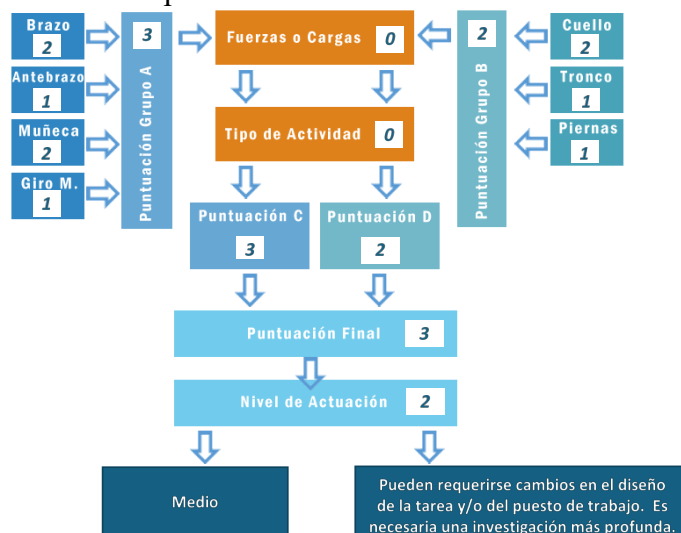 Brazo
2
Antebrazo
1
Muñeca
2
Giro M.
1
3
Puntuación Grupo A
Fuerzas o Cargas 0
Tipo de Actividad 0
2
Puntuación Grupo B
Cuello
2
Tronco
1
Piernas
1
Puntuación C
3
Puntuación D
2
Puntuación Final 3
Nivel de Actuación 2
Medio
Pueden requerirse cambios en el diseño
de la tarea y/o del puesto de trabajo. Es
necesaria una investigación más profunda.